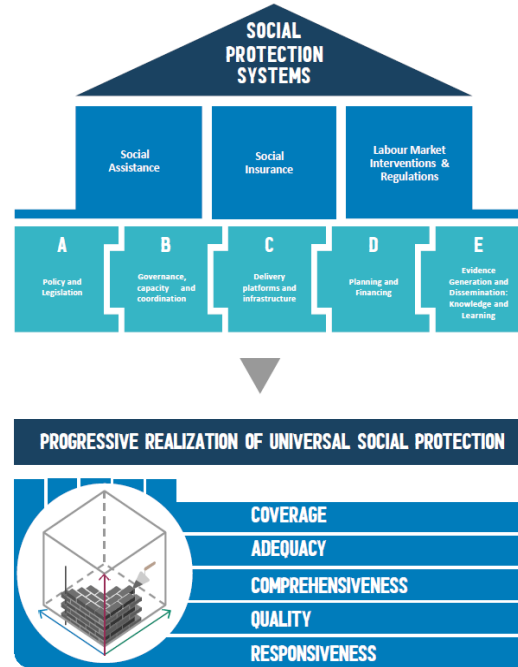 SOCIAL
PROTECTION
SYSTEMS
Social
Assistance
Social
Insurance
Labour Market
Interventions &
Regulations
A
Policy and
Legislation
B
Governance,
capacity and
coordination
C
Delivery
platforms and
infrastructure
D
Planning and
Financing
E
Evidence
Generation and
Dissemination:
Knowledge and
Learning
PROGRESSIVE REALIZATION OF UNIVERSAL SOCIAL PROTECTION
COVERAGE
ADEQUACY
COMPREHENSIVENESS
QUALITY
RESPONSIVENESS